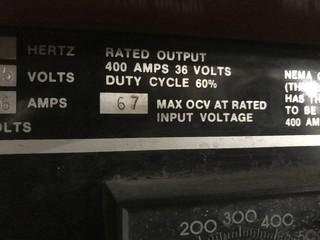 HERTZ
VOLTS
AMPS
RATED OUTPUT
400 AMPS 36 VOLTS
DUTY CYCLE 60%
67 MAX OCV AT RATED
INPUT VOLTAGE
NEMA
HAS
TO BE
400 AM
200 300 400